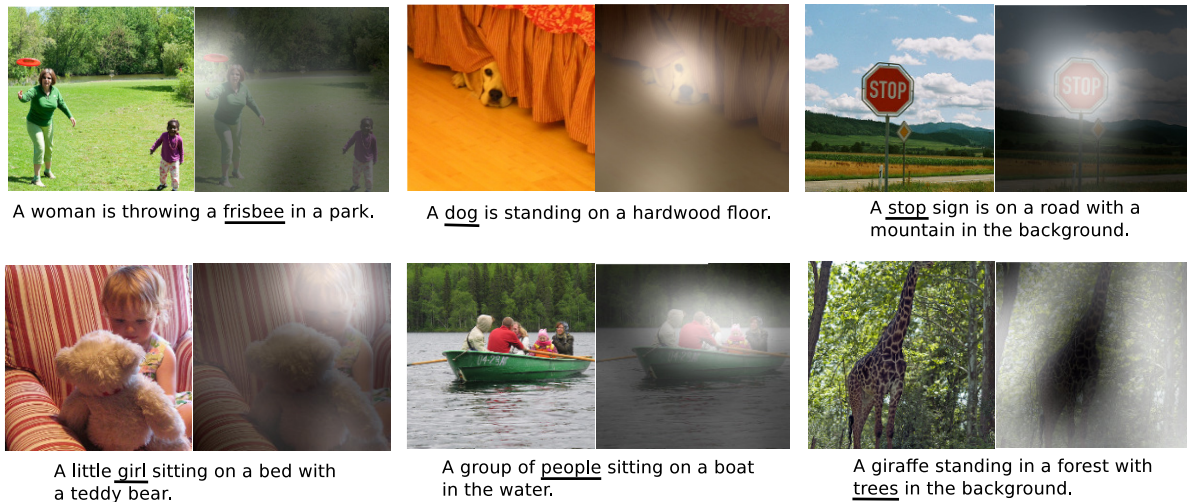 STOP
STOP
A woman is throwing a frisbee in a park.
A dog is standing on a hardwood floor.
A stop sign is on a road with a
mountain in the background.
A little girl sitting on a bed with
a teddy bear.
A group of people sitting on a boat
in the water.
A giraffe standing in a forest with
trees in the background.